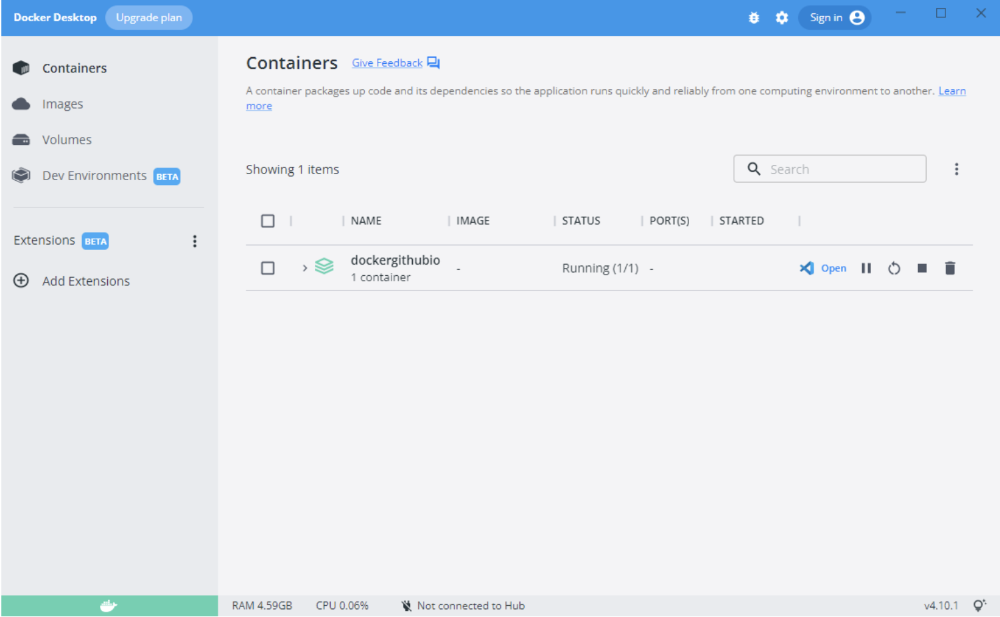 Docker Desktop Upgrade plan Sign in
Containers
Images
Volumes
Dev Environments BETA
Extensions BETA
Add Extensions
Containers Give Feedback
A container packages up code and its dependencies so the application runs quickly and reliably from one computing environment to another. Learn
more
Showing 1 items Search
NAME IMAGE STATUS PORT(S) STARTED
dockergithubio - Running (1/1) - Open
1 container
RAM 4.59GB CPU 0.06% Not connected to Hub v4.10.1